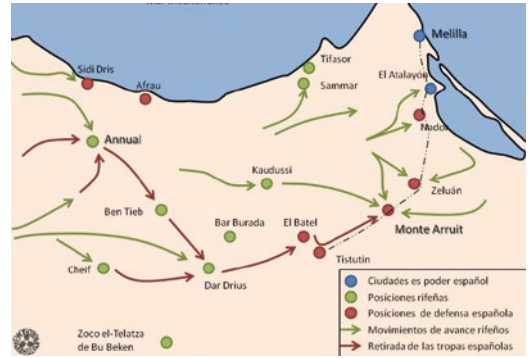 Melilla
Tifasor
Sidi Dris
Sammar
El Atalayón
Afrau
Nador
Annual
Kaudussi
Zeluán
Ben Tieb
Bar Burada
El Batel
Monte Arruit
Cheif
Dar Drius
Tistutin
Zoco el-Telatza
de Bu Beken
Ciudades es poder español
Posiciones rifeñas
Posiciones de defensa española
Movimientos de avance rifeños
Retirada de las tropas españolas